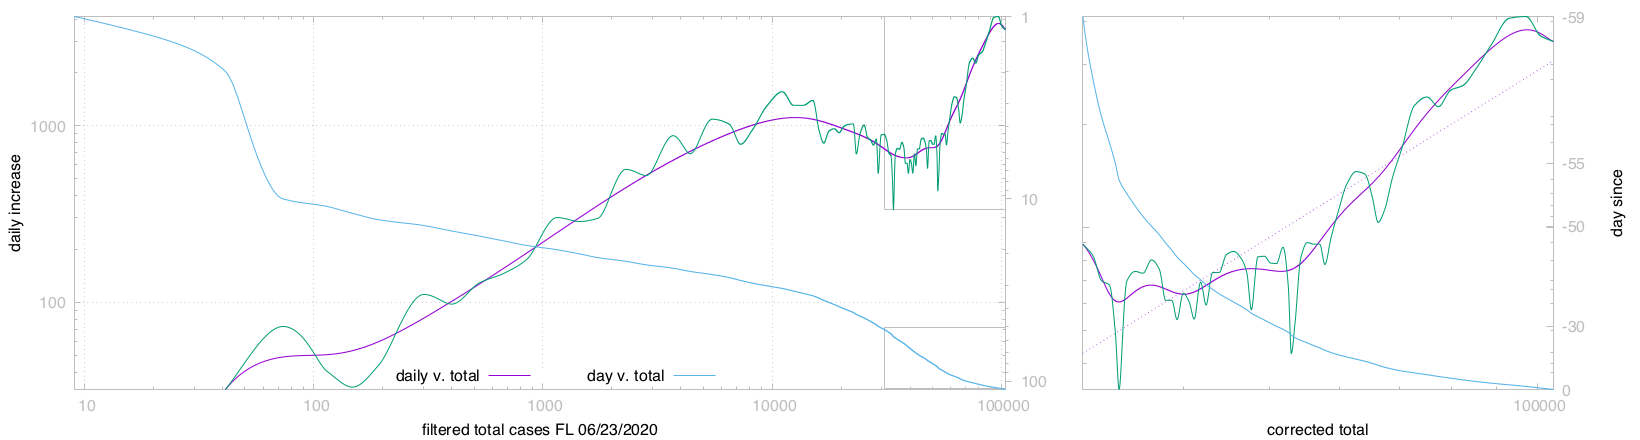 1
-59
1000
daily increase
-55
10
-50
day since
100
-30
daily v. total
day v. total
100
0
10
100
1000
10000
100000
100000
filtered total cases FL 06/23/2020
corrected total